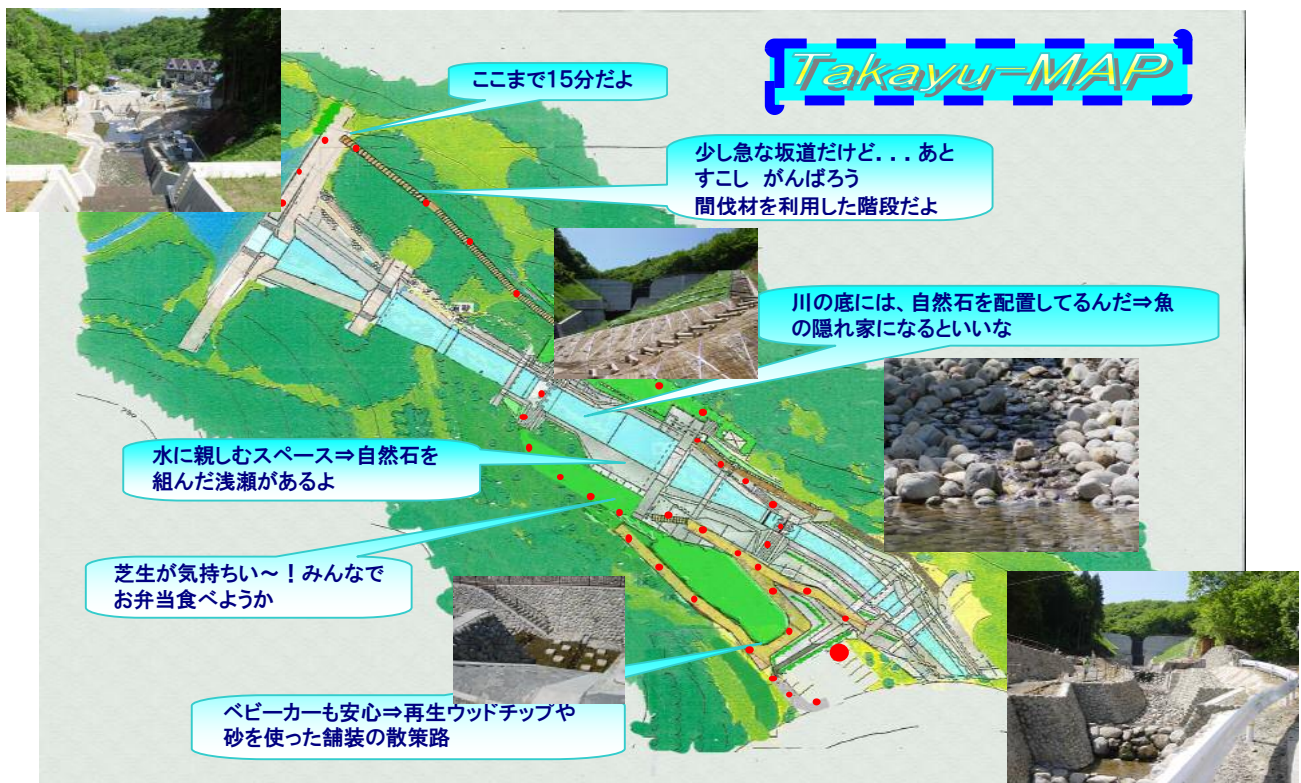 Takayu-MAP
ここまで15分だよ
少し急な坂道だけど...あと
すこし がんばろう
間伐材を利用した階段だよ
川の底には、自然石を配置してるんだ⇒魚
の隠れ家になるといいな
水に親しむスペース⇒自然石を
組んだ浅瀬があるよ
芝生が気持ちい～！みんなで
お弁当食べようか
ベビーカーも安心⇒再生ウッドチップや
砂を使った舗装の散策路